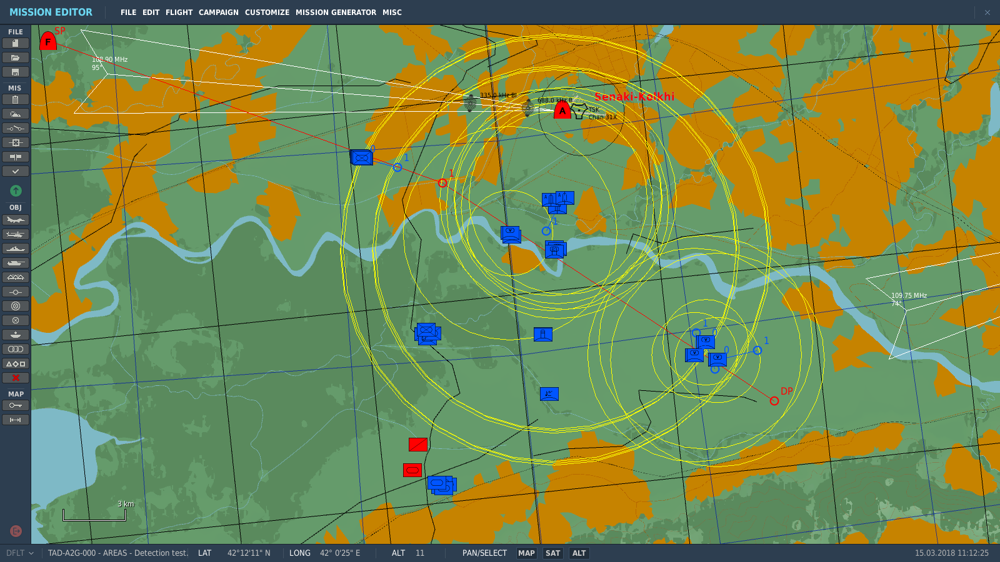 MISSION EDITOR
FILE EDIT FLIGHT CAMPAIGN CUSTOMIZE MISSION GENERATOR MISC
FILE
MIS
OBJ
MAP
SP
F
95°
335.0 kHz BI
688.0 kHz B
Senaki-Kolkhi
A
TSK
Chan 31X
0
1
1
1
109.75 MHz
74°
1
0
1
DP
3 km
DFLT
TAD-A2G-000 - AREAS - Detection test.
LAT 42°12'11" N
LONG 42° 0'25" E
ALT 11
PAN/SELECT MAP SAT ALT
15.03.2018 11:12:25